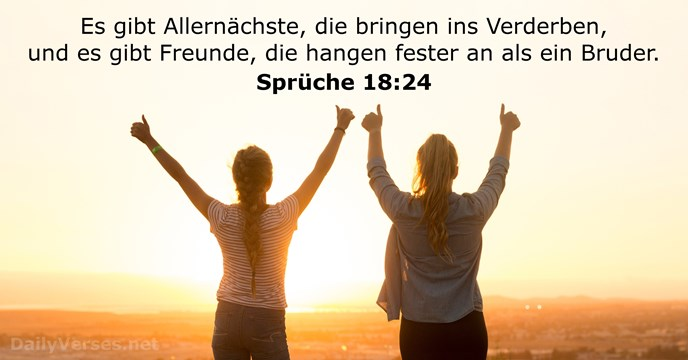 Es gibt Allernächste, die bringen ins Verderben,
und es gibt Freunde, die hangen fester an als ein Bruder.
Sprüche 18:24
DailyVerses.net